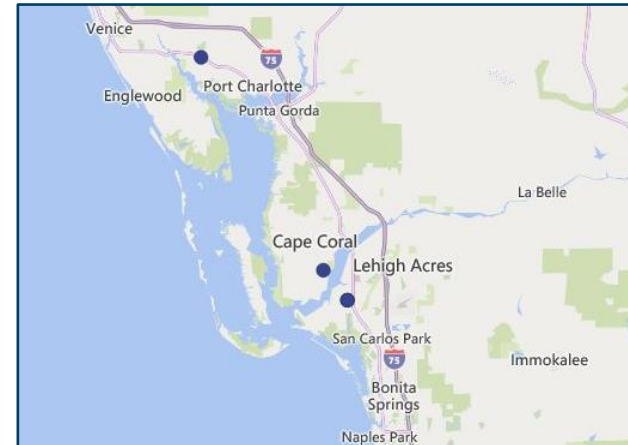 Venice
75
Port Charlotte
Englewood
Punta Gorda
La Belle
Cape Coral
Lehigh Acres
San Carlos Park
75
Immokalee
Bonita
Springs
Naples Park